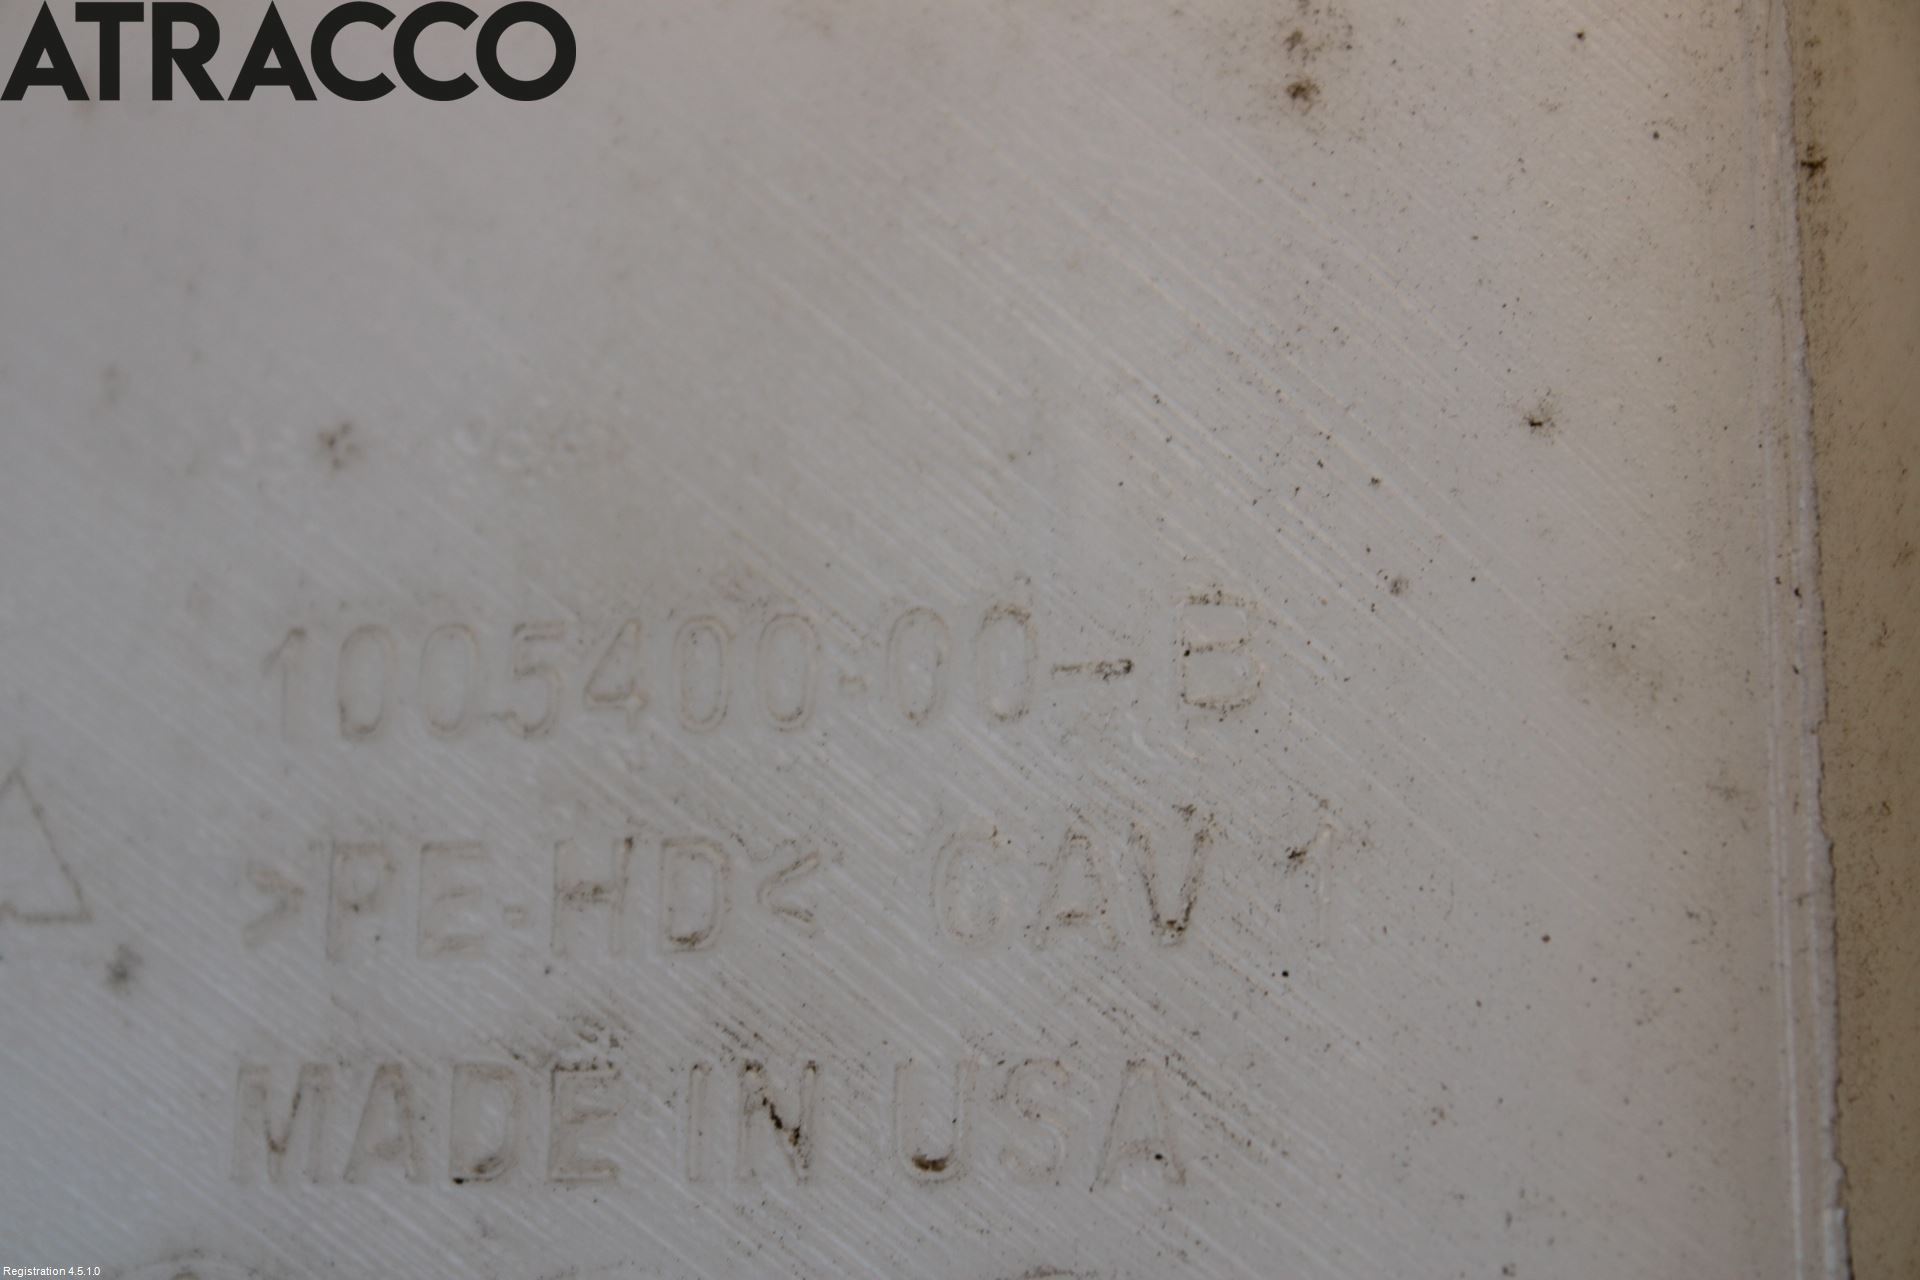 ATRACCO
1005400-00-B
>PE-HD< CAV 1
MADE IN USA
Registration 4.5.1.0